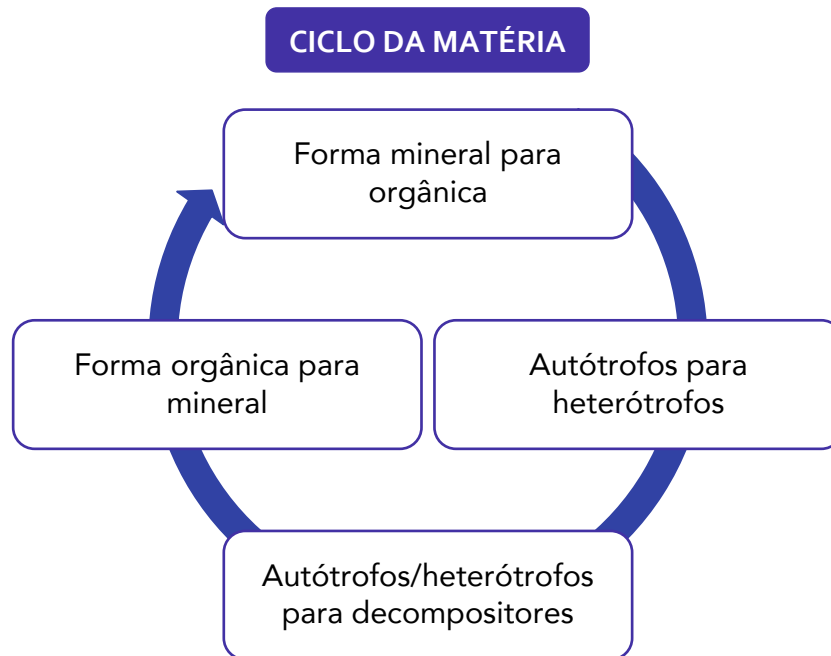 CICLO DA MATÉRIA
Forma mineral para
orgânica
Forma orgânica para
mineral
Autótrofos para
heterótrofos
Autótrofos/heterótrofos
para decompositores